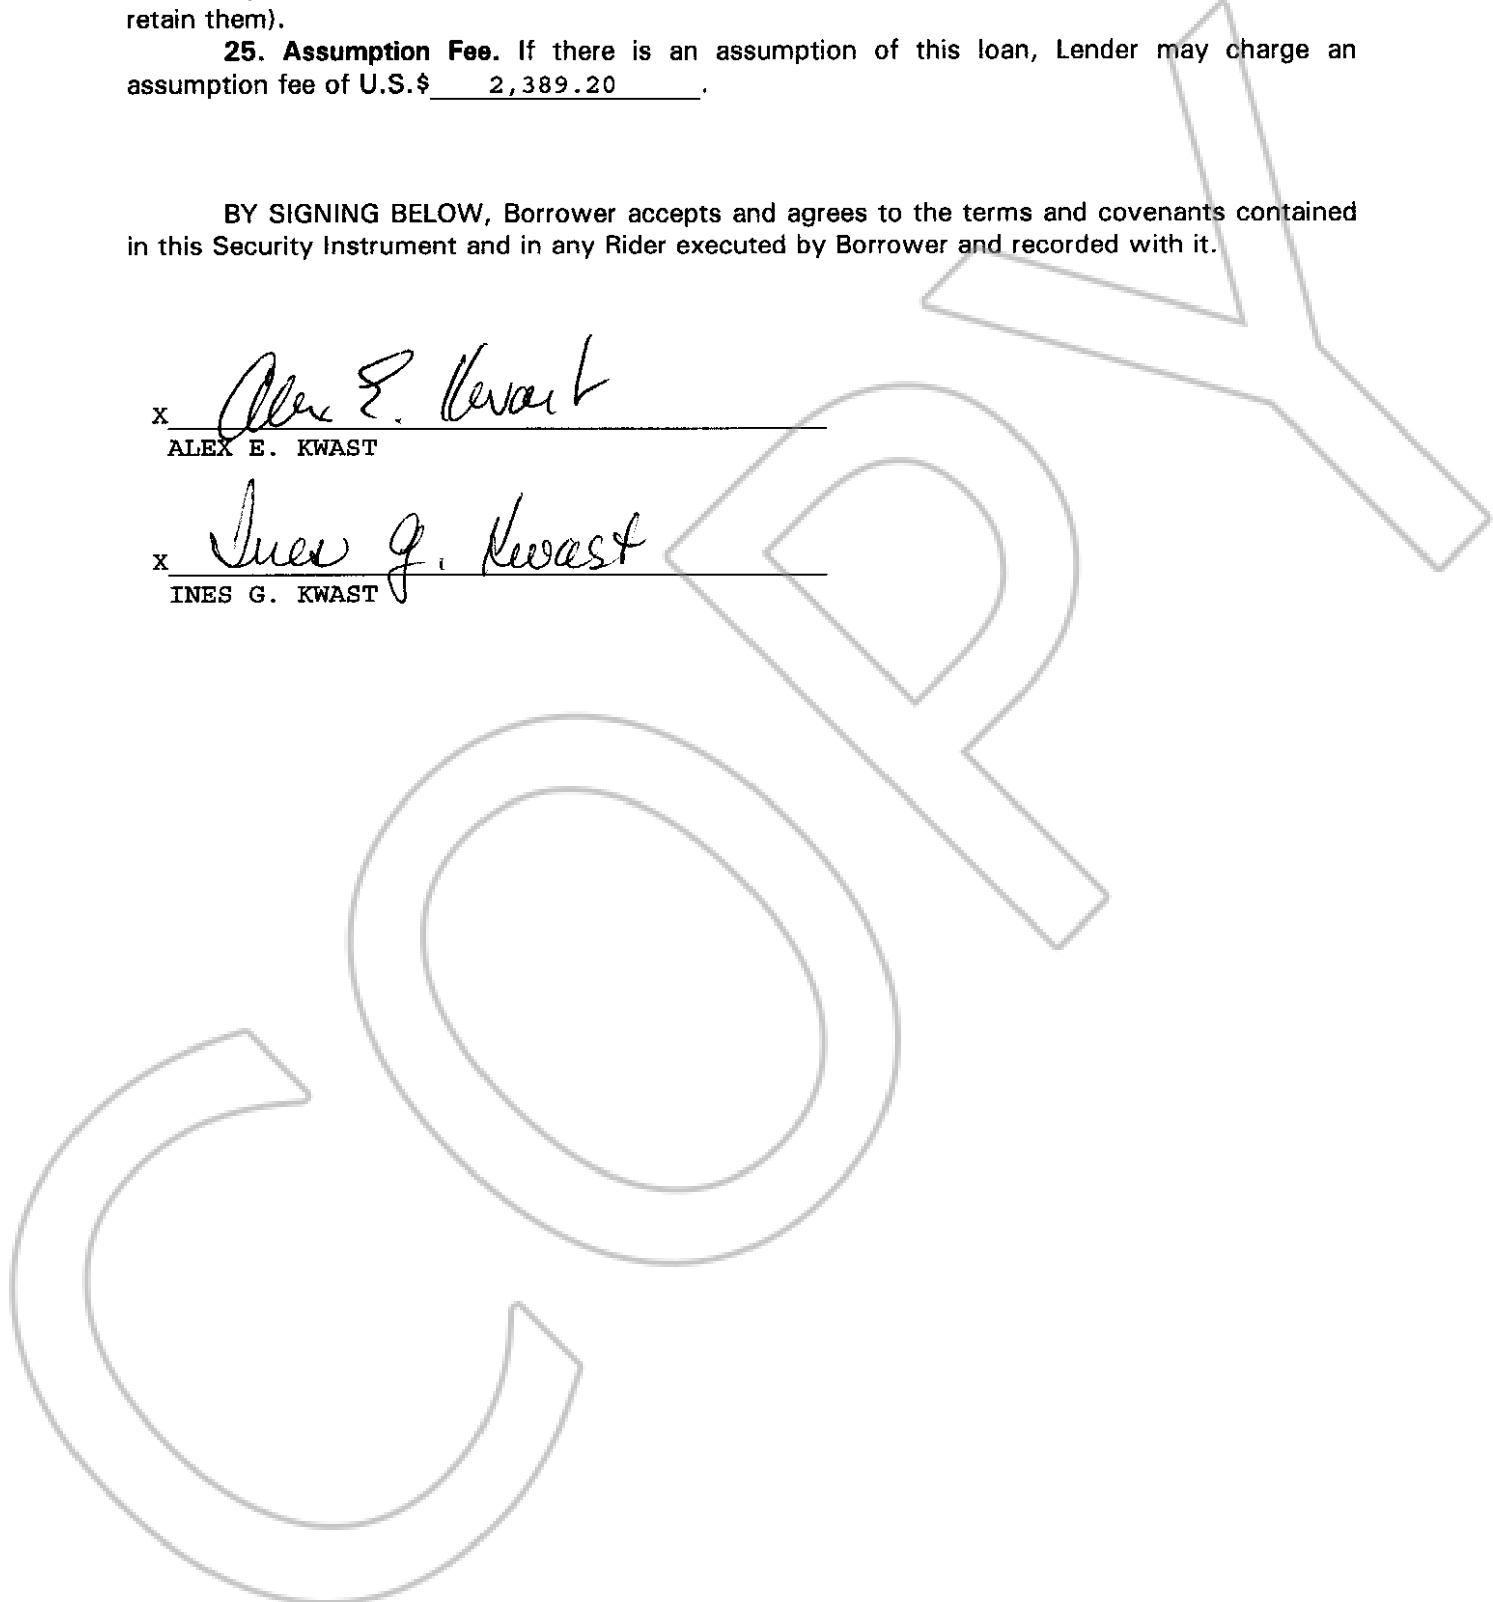 retain them).
25. Assumption Fee. If there is an assumption of this loan, Lender may charge an
assumption fee of U.S.$ 2,389.20 .
BY SIGNING BELOW, Borrower accepts and agrees to the terms and covenants contained
in this Security Instrument and in any Rider executed by Borrower and recorded with it.
x Alex E. Kwast
ALEX E. KWAST
x Ines G. Kwast
INES G. KWAST
COPY